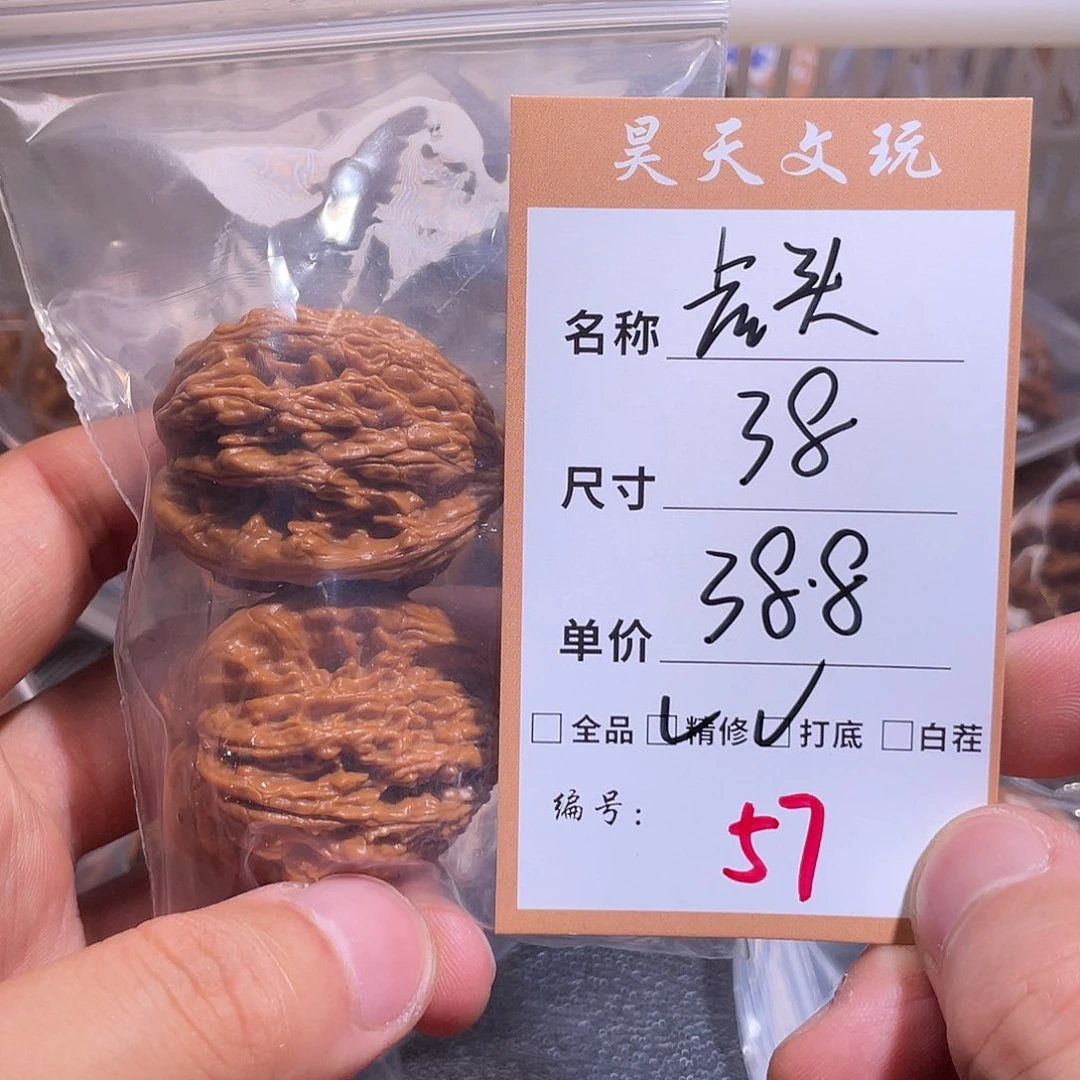 昊天文玩
名称 虎头
尺寸 38
单价 38.8
□ 全品 ☑ 精修 ☑ 打底 □ 白茬
编号: 57